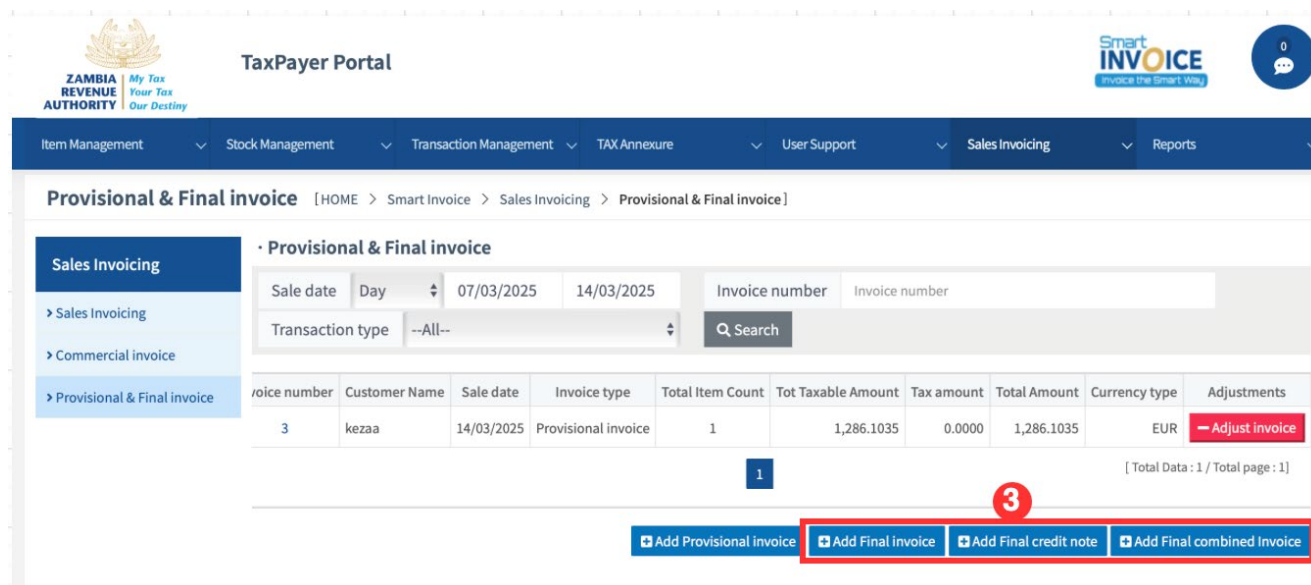 ZAMBIA
REVENUE
AUTHORITY
My Tax
Your Tax
Our Destiny
TaxPayer Portal
Smart
INVOICE
Invoice the Smart Way
0
Item Management Stock Management Transaction Management TAX Annexure User Support Sales Invoicing Reports
Provisional & Final invoice [HOME > Smart Invoice > Sales Invoicing > Provisional & Final invoice]
Sales Invoicing
> Sales Invoicing
> Commercial invoice
> Provisional & Final invoice
· Provisional & Final invoice
Sale date Day 07/03/2025 14/03/2025 Invoice number Invoice number
Transaction type --All-- Search
voice number Customer Name Sale date Invoice type Total Item Count Tot Taxable Amount Tax amount Total Amount Currency type Adjustments
3 kezaa 14/03/2025 Provisional invoice 1 1,286.1035 0.0000 1,286.1035 EUR Adjust invoice
1
[ Total Data : 1 / Total page : 1]
3
Add Provisional invoice Add Final invoice Add Final credit note Add Final combined Invoice